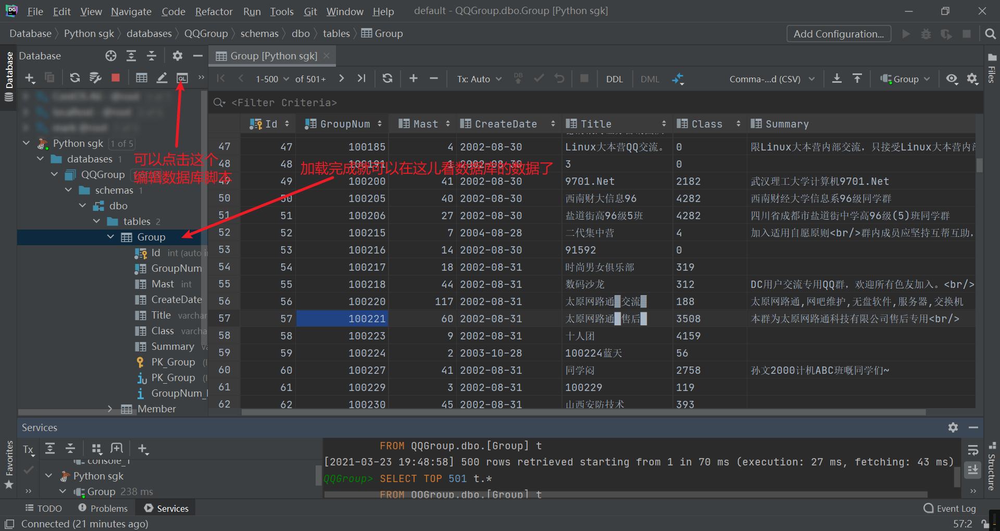 File Edit View Navigate Code Refactor Run Tools Git Window Help default - QQGroup.dbo.Group [Python sgk]
Database Python sgk databases QQGroup schemas dbo tables Group Add Configuration...
Database
Database
Group [Python sgk]
Files
1-500 of 501+ Tx: Auto DB DDL DML Comma-...d (CSV) Group
QL
<Filter Criteria>
Id GroupNum Mast CreateDate Title Class Summary
Python sgk 1 of 5
databases 1
QQGroup
schemas 1
dbo
tables 2
Group
Id int (auto i
GroupNum
Mast int
CreateDate
Title varchar
Class varcha
Summary va
PK_Group
PK_Group
GroupNum_
Member
可以点击这个
编辑数据库脚本
加载完成就可以在这儿看数据库的数据了
47 47 100185 4 2002-08-30 Linux大本营QQ交流。 0 限Linux大本营内部交流，只接受Linux大本营内部
48 48 100191 1 2002-08-30 3 0
49 49 100200 41 2002-08-30 9701.Net 2182 武汉理工大学计算机9701.Net
50 50 100205 40 2002-08-30 西南财大信息96 4282 西南财经大学信息系96级同学群
51 51 100206 27 2002-08-30 盐道街高96级5班 4282 四川省成都市盐道街中学高96级(5)班同学群
52 52 100215 7 2004-08-28 二代集中营 4 加入适用自愿原则<br/>群内成员应坚持互帮互助，
53 53 100216 14 2002-08-30 91592 0
54 54 100217 18 2002-08-31 时尚男女俱乐部 319
55 55 100218 44 2002-08-31 数码沙龙 312 DC用户交流专用QQ群，欢迎所有色友加入。<br/>
56 56 100220 117 2002-08-31 太原网路通▓交流▓ 188 太原网路通,网吧维护,无盘软件,服务器,交换机
57 57 100221 60 2002-08-31 太原网路通█售后█ 3508 本群为太原网路通科技有限公司售后专用<br/>
58 58 100223 9 2002-08-31 十人团 4159
59 59 100224 2 2003-10-28 100224蓝天 56
60 60 100227 41 2002-08-31 同学闷 2758 孙文2000计机ABC班嘅同学们~
61 61 100229 3 2002-08-31 100229 119
62 62 100230 45 2002-08-31 山西安防技术 393
Services
Tx
console_1
Python sgk
Group 238 ms
FROM QQGroup.dbo.[Group] t
[2021-03-23 19:48:58] 500 rows retrieved starting from 1 in 70 ms (execution: 27 ms, fetching: 43 ms)
QQGroup> SELECT TOP 501 t.*
FROM QQGroup.dbo.[Group] t
Favorites
Structure
TODO Problems Services Event Log
Connected (21 minutes ago) 57:2